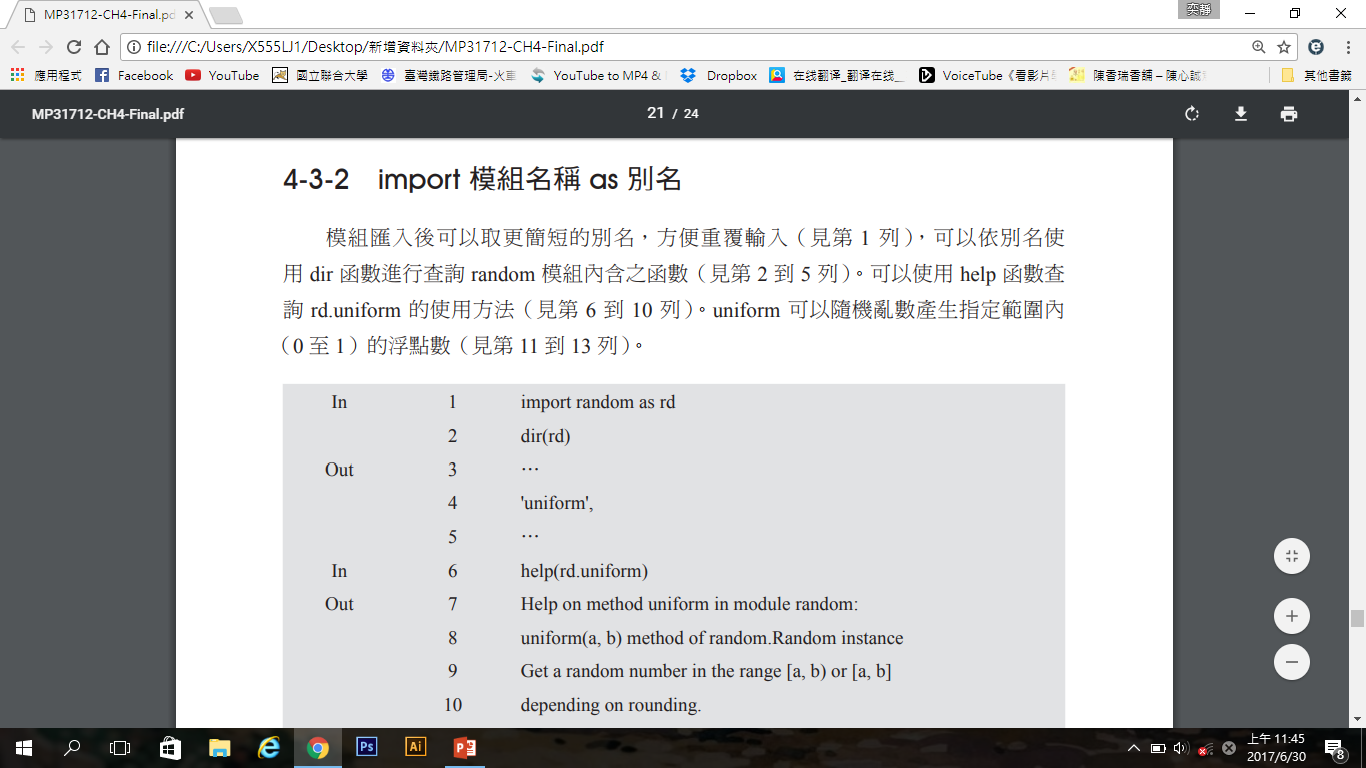 MP31712-CH4-Final.pd
奕靜
file:///C:/Users/X555LJ1/Desktop/新增資料夾/MP31712-CH4-Final.pdf
應用程式 Facebook YouTube 國立聯合大學 臺灣鐵路管理局-火車 YouTube to MP4 & Dropbox 在线翻译_翻译在线_ VoiceTube《看影片 陳香瑞香鋪 – 陳心誠 其他書籤
MP31712-CH4-Final.pdf 21 / 24
4-3-2 import 模組名稱 as 別名
模組匯入後可以取更簡短的別名，方便重覆輸入（見第 1 列），可以依別名使
用 dir 函數進行查詢 random 模組內含之函數（見第 2 到 5 列）。可以使用 help 函數查
詢 rd.uniform 的使用方法（見第 6 到 10 列）。uniform 可以隨機亂數產生指定範圍內
（0 至 1）的浮點數（見第 11 到 13 列）。
In 1 import random as rd
2 dir(rd)
Out 3 …
4 'uniform',
5 …
In 6 help(rd.uniform)
Out 7 Help on method uniform in module random:
8 uniform(a, b) method of random.Random instance
9 Get a random number in the range [a, b) or [a, b]
10 depending on rounding.
Ps Ai
上午 11:45
2017/6/30
8